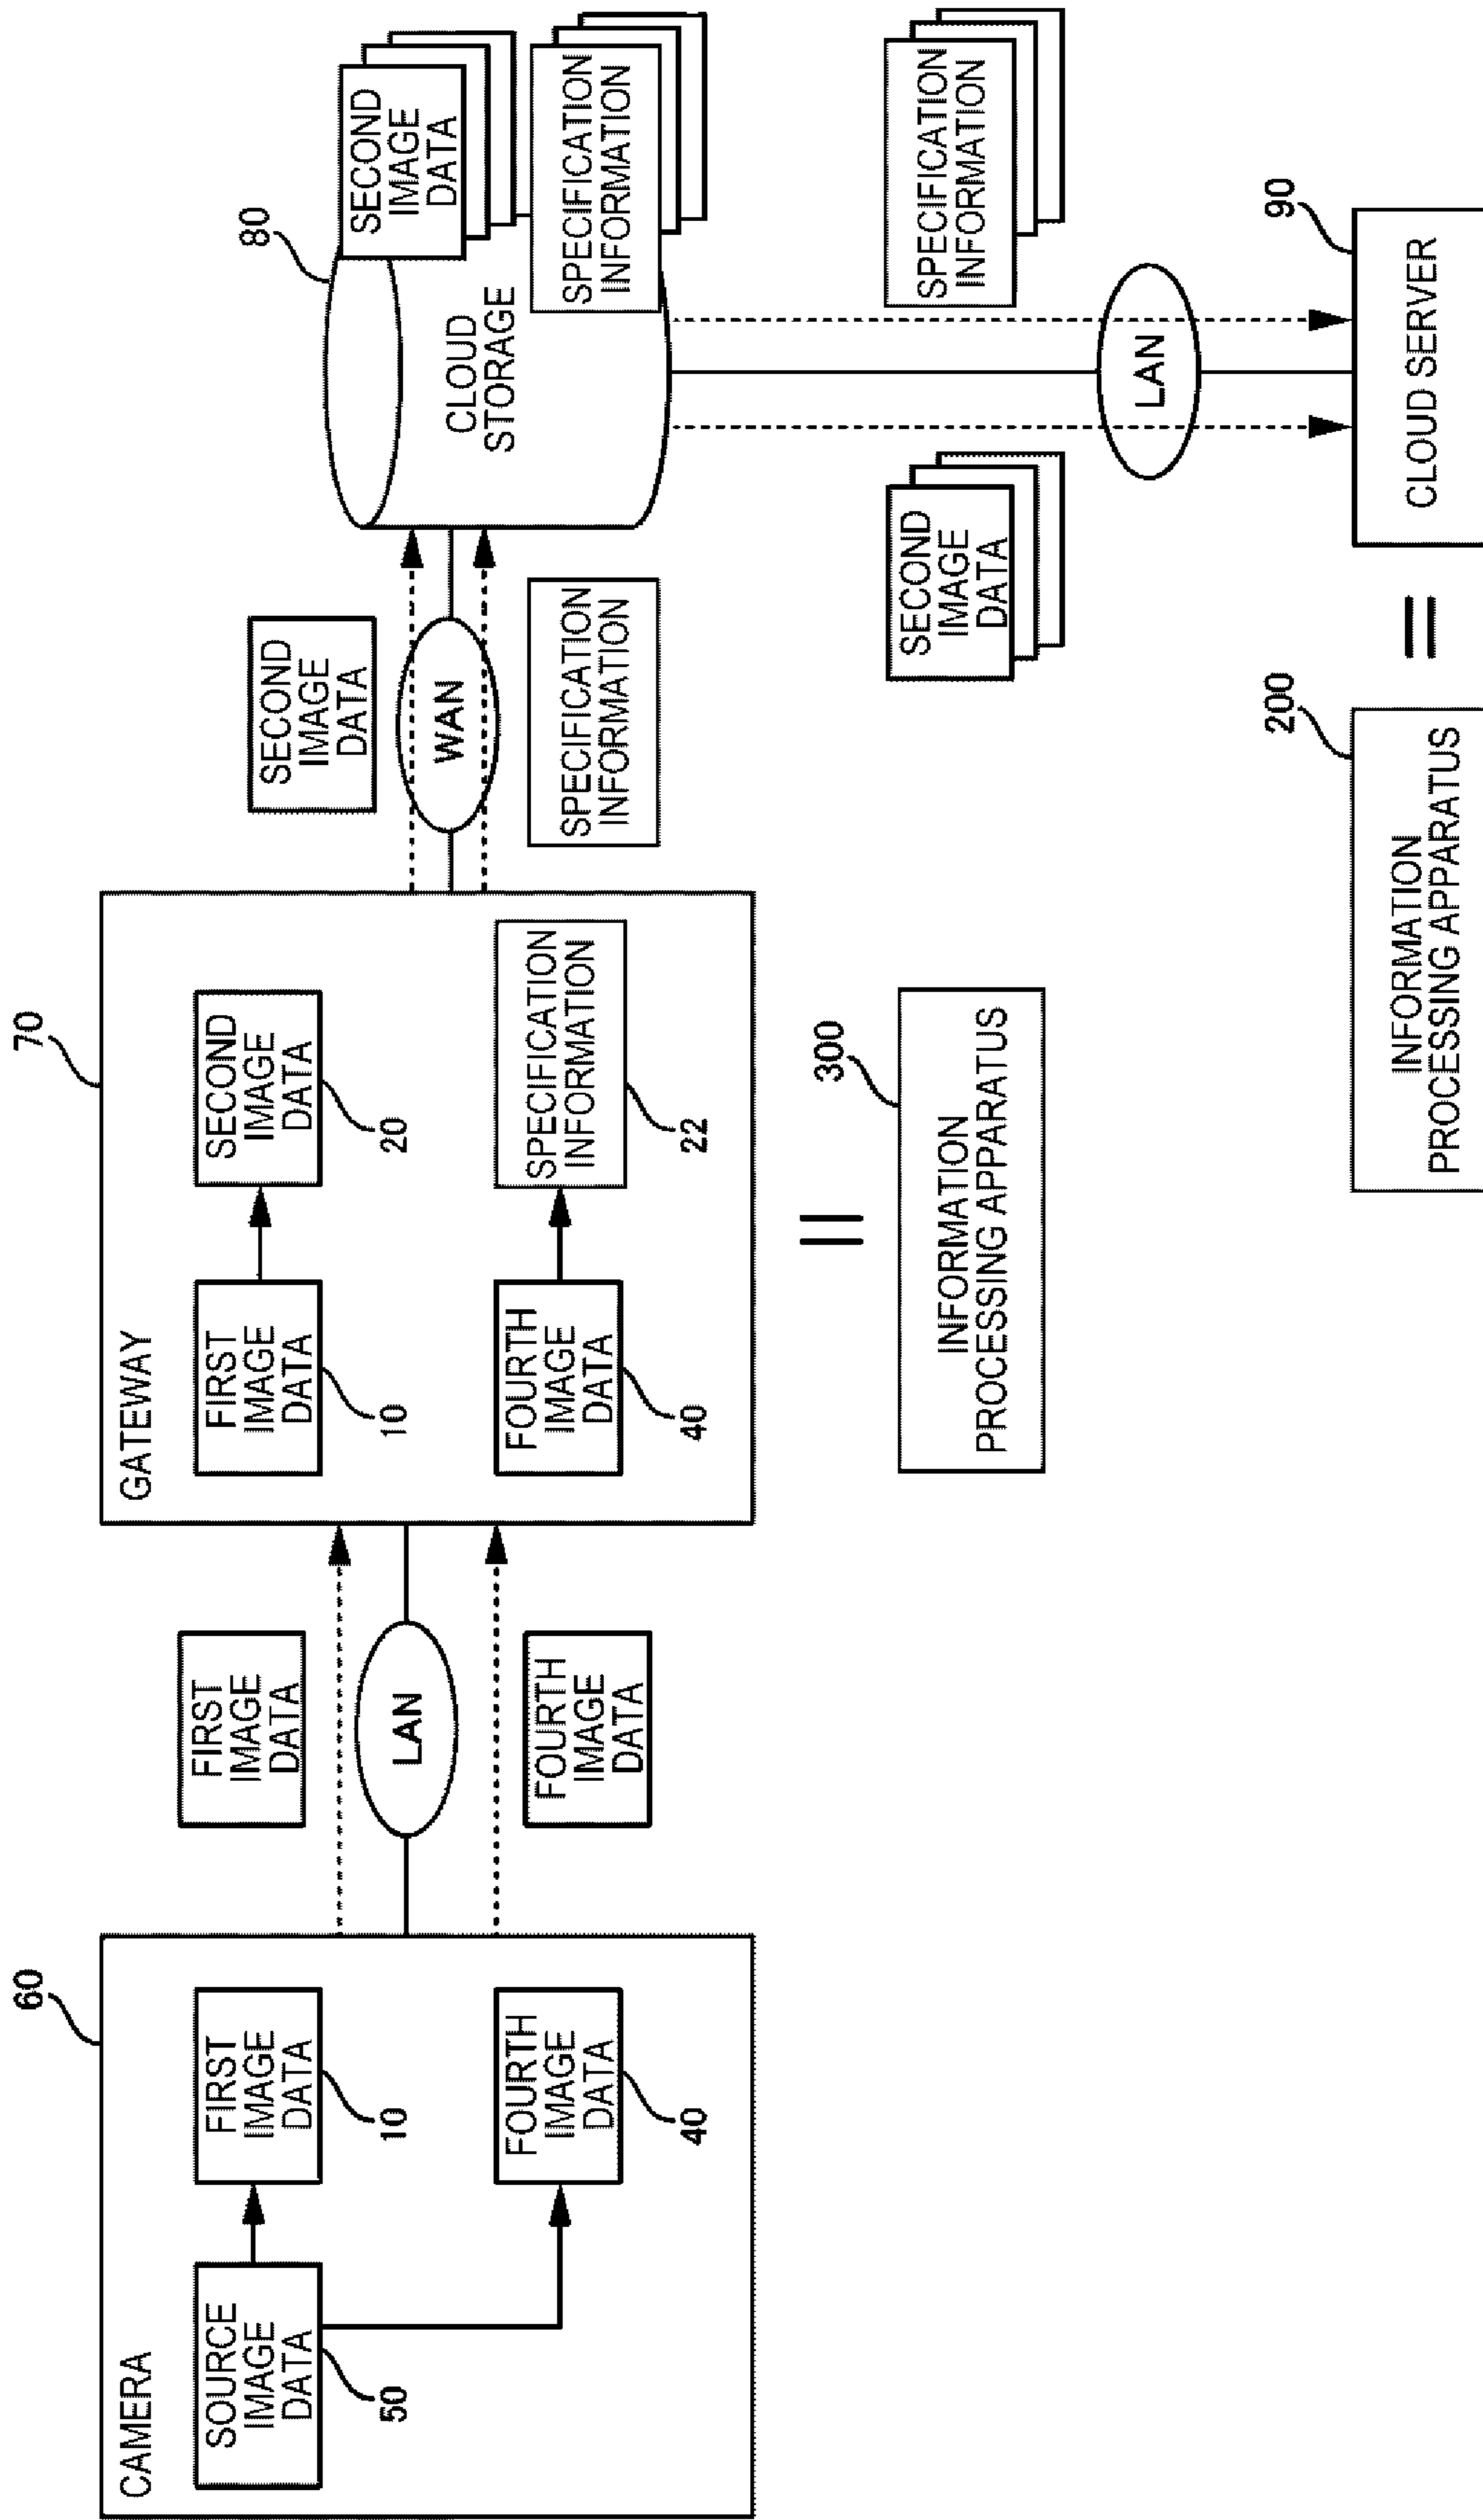 60
CAMERA
SOURCE
IMAGE
DATA
50
FIRST
IMAGE
DATA
10
FOURTH
IMAGE
DATA
40
FIRST
IMAGE
DATA
LAN
FOURTH
IMAGE
DATA
70
GATEWAY
FIRST
IMAGE
DATA
10
SECOND
IMAGE
DATA
20
FOURTH
IMAGE
DATA
40
SPECIFICATION
INFORMATION
22
=
300
INFORMATION
PROCESSING APPARATUS
SECOND
IMAGE
DATA
WAN
SPECIFICATION
INFORMATION
80
CLOUD
STORAGE
SECOND
IMAGE
DATA
SPECIFICATION
INFORMATION
SECOND
IMAGE
DATA
SPECIFICATION
INFORMATION
LAN
200
INFORMATION
PROCESSING APPARATUS
=
90
CLOUD SERVER